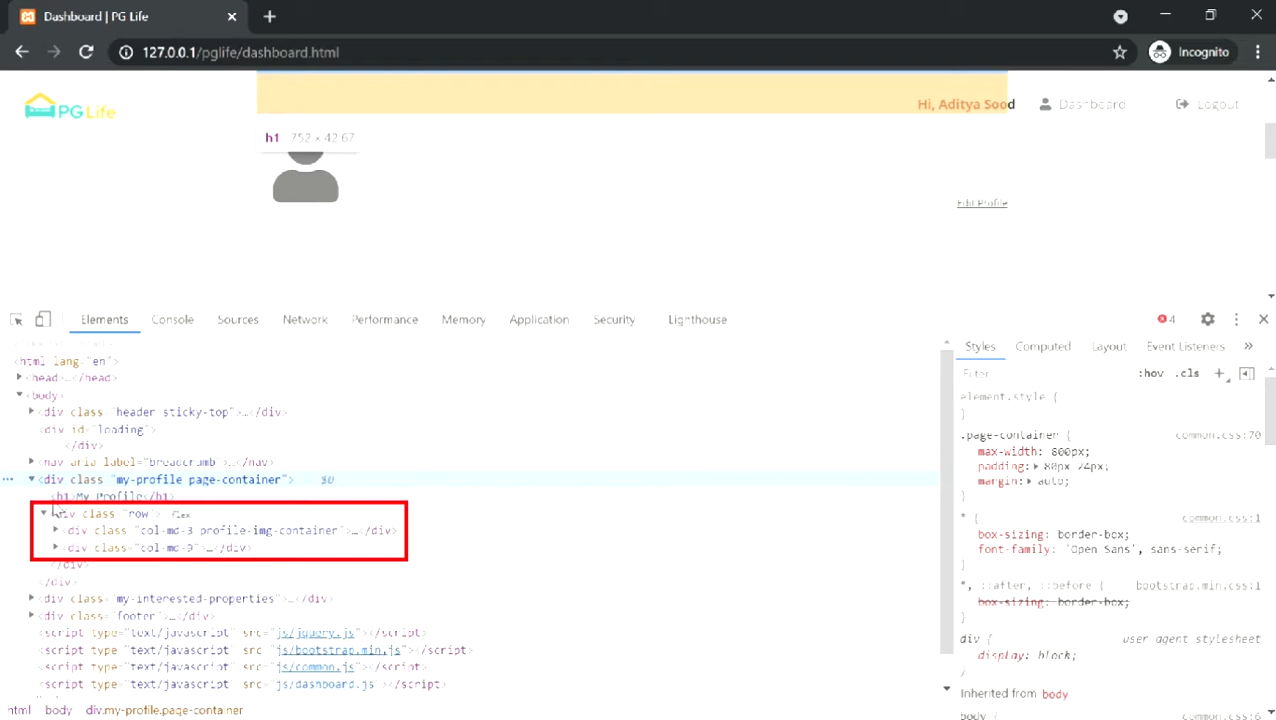 Dashboard | PG Life
127.0.0.1/pglife/dashboard.html
Incognito
PG Life
Hi, Aditya Sood
Dashboard
Logout
h1 752 × 42.67
Edit Profile
Elements Console Sources Network Performance Memory Application Security Lighthouse
4
<html lang="en">
<head>…</head>
<body>
<div class="header sticky-top">…</div>
<div id="loading">
</div>
<nav aria-label="breadcrumb">…</nav>
<div class="my-profile page-container"> == $0
<h1>My Profile</h1>
<div class="row"> flex
<div class="col-md-3 profile-img-container">…</div>
<div class="col-md-9">…</div>
</div>
</div>
<div class="my-interested-properties">…</div>
<div class="footer">…</div>
<script type="text/javascript" src="js/jquery.js"></script>
<script type="text/javascript" src="js/bootstrap.min.js"></script>
<script type="text/javascript" src="js/common.js"></script>
<script type="text/javascript" src="js/dashboard.js"></script>
html body div.my-profile.page-container
Styles Computed Layout Event Listeners »
Filter :hov .cls +
element.style {
}
.page-container { common.css:70
max-width: 800px;
padding: 80px 24px;
margin: auto;
}
* { common.css:1
box-sizing: border-box;
font-family: 'Open Sans', sans-serif;
}
*, ::after, ::before { bootstrap.min.css:1
box-sizing: border-box;
}
div { user agent stylesheet
display: block;
}
Inherited from body
body { common.css:6